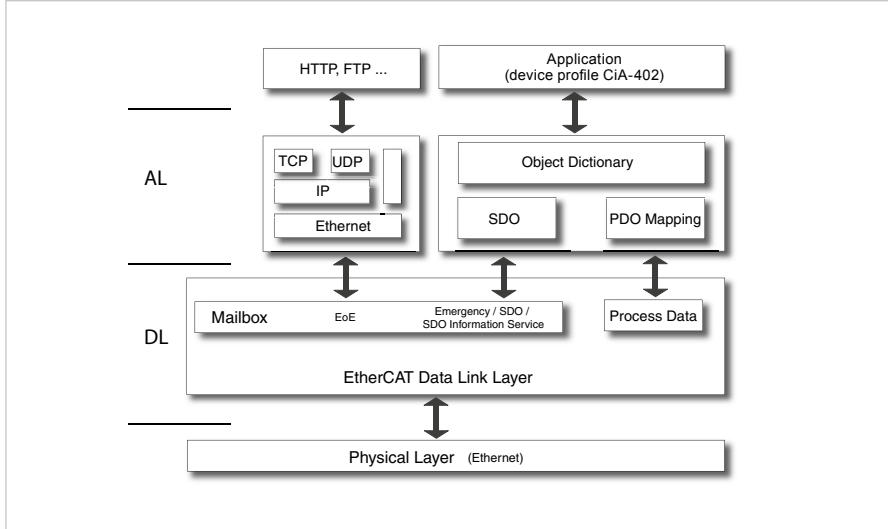 HTTP, FTP ...
Application
(device profile CiA-402)
AL
TCP
UDP
IP
Ethernet
Object Dictionary
SDO
PDO Mapping
DL
Mailbox
EoE
Emergency / SDO /
SDO Information Service
Process Data
EtherCAT Data Link Layer
Physical Layer (Ethernet)